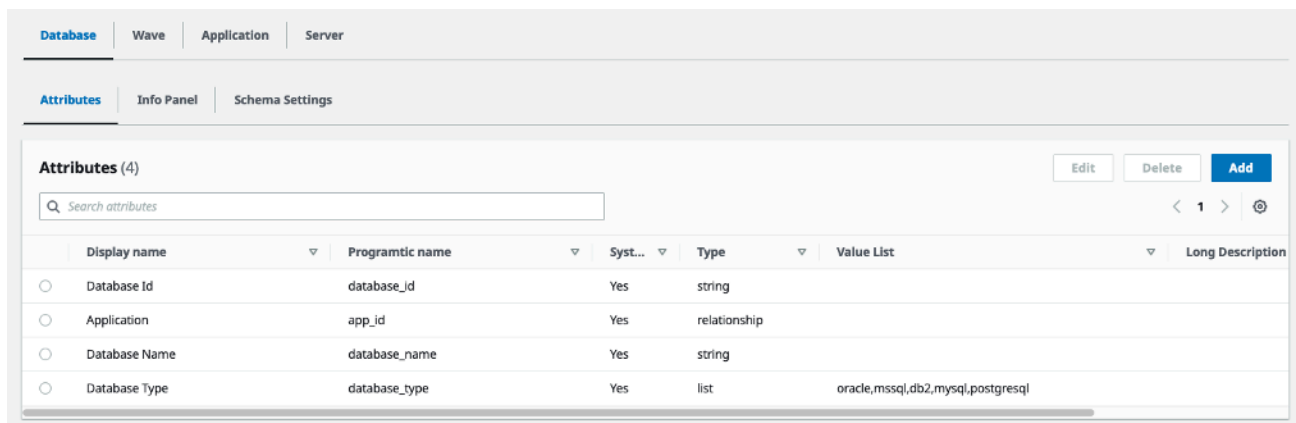 Database Wave Application Server
Attributes Info Panel Schema Settings
Attributes (4) Edit Delete Add
Search attributes 1
Display name Programtic name Syst... Type Value List Long Description
Database Id database_id Yes string
Application app_id Yes relationship
Database Name database_name Yes string
Database Type database_type Yes list oracle,mssql,db2,mysql,postgresql